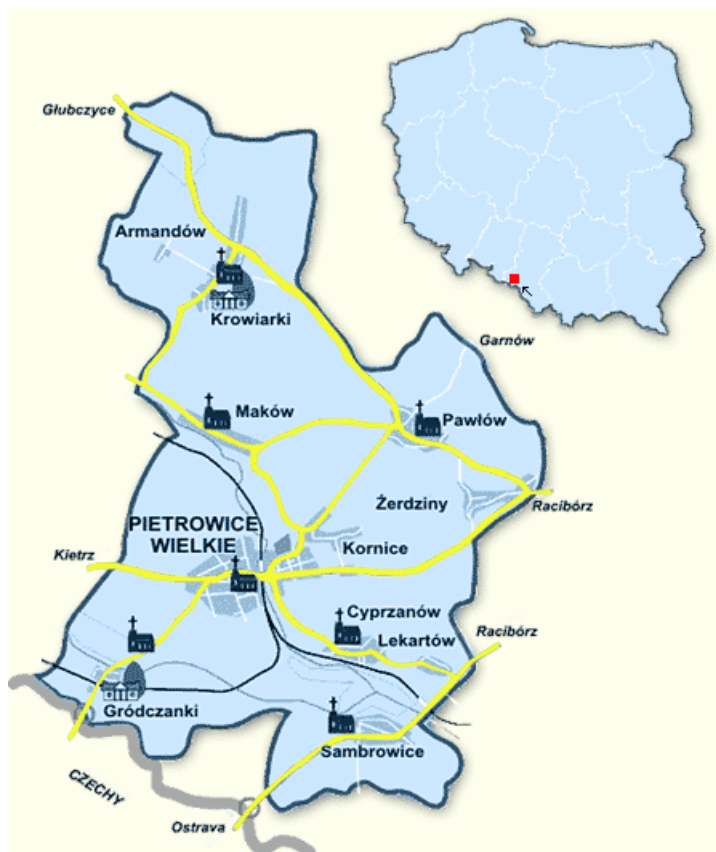 Głubczyce
Armandów
Krowiarki
Garnów
Maków
Pawłów
Żerdziny
Racibórz
PIETROWICE
WIELKIE
Kornice
Kietrz
Cyprzanów
Racibórz
Lekartów
Gródczanki
Sambrowice
CZECHY
Ostrava